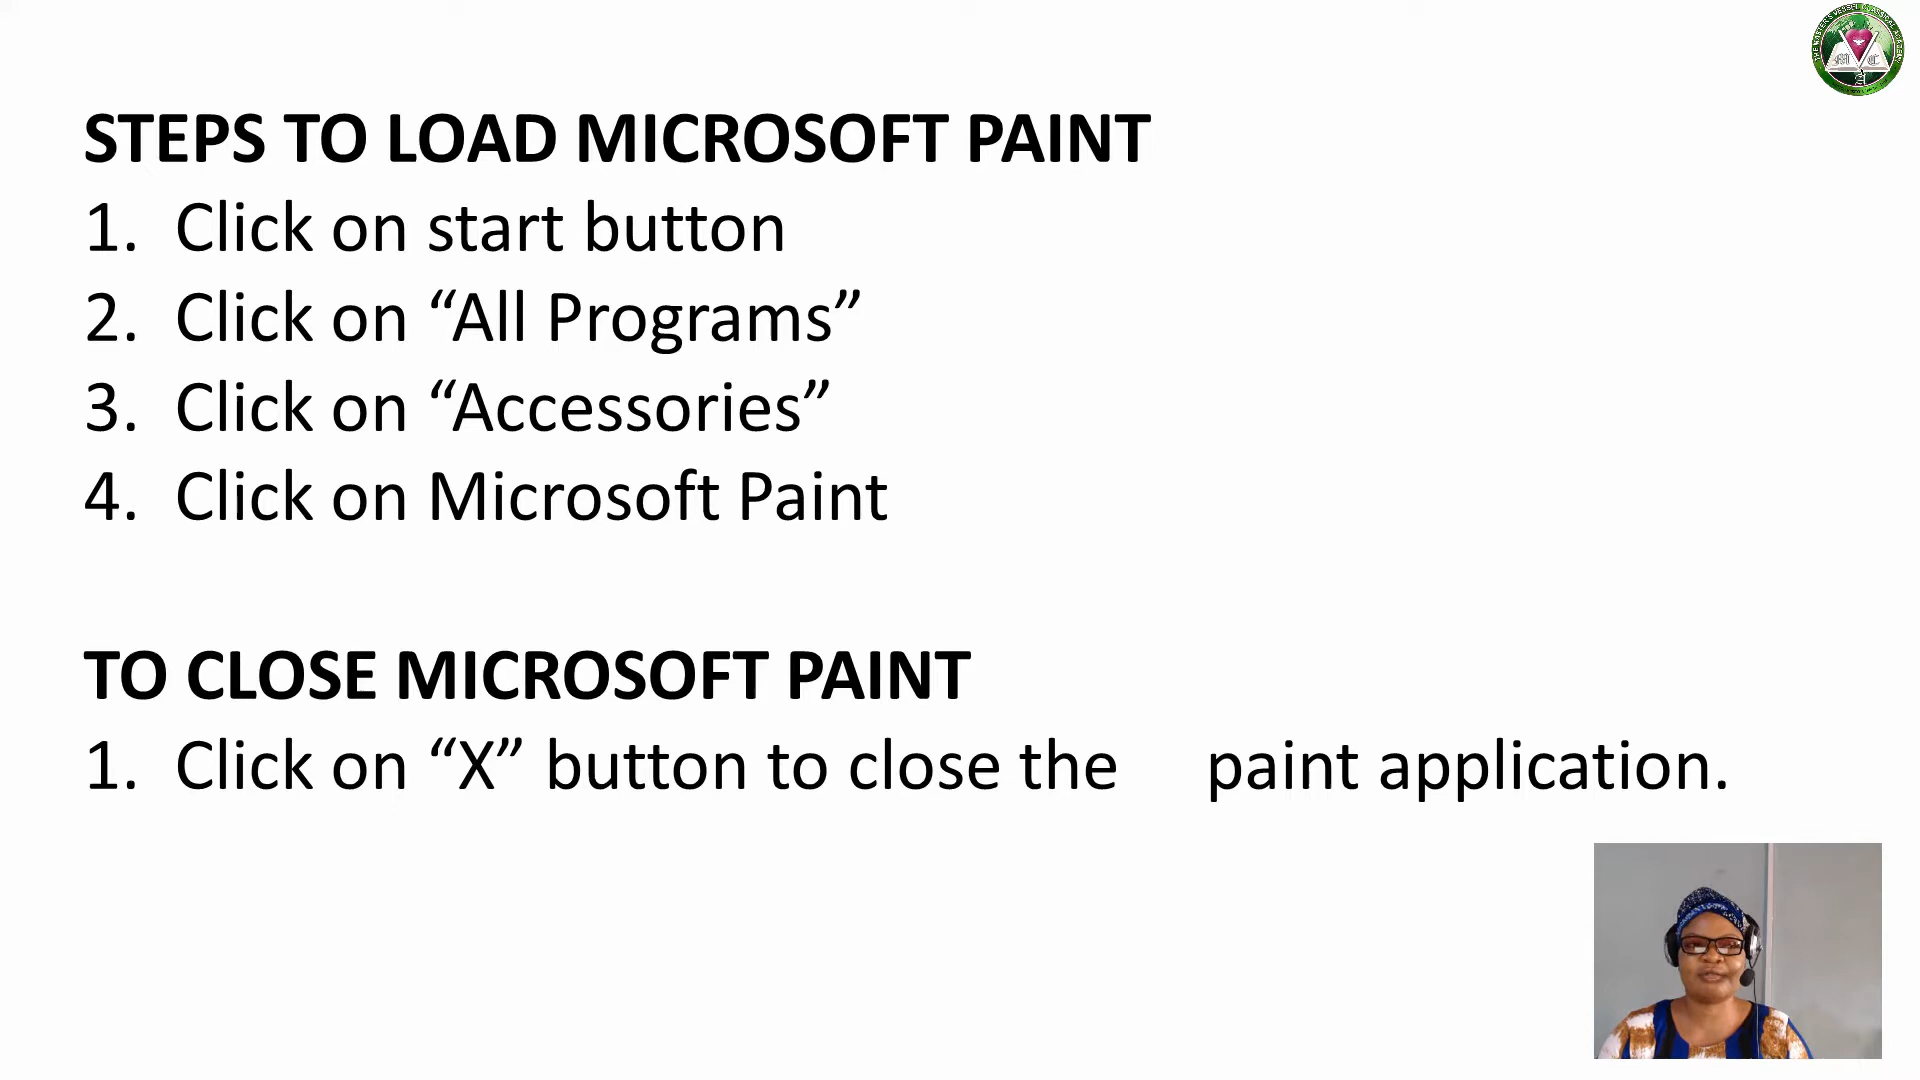 STEPS TO LOAD MICROSOFT PAINT
1. Click on start button
2. Click on “All Programs”
3. Click on “Accessories”
4. Click on Microsoft Paint
TO CLOSE MICROSOFT PAINT
1. Click on “X” button to close the paint application.